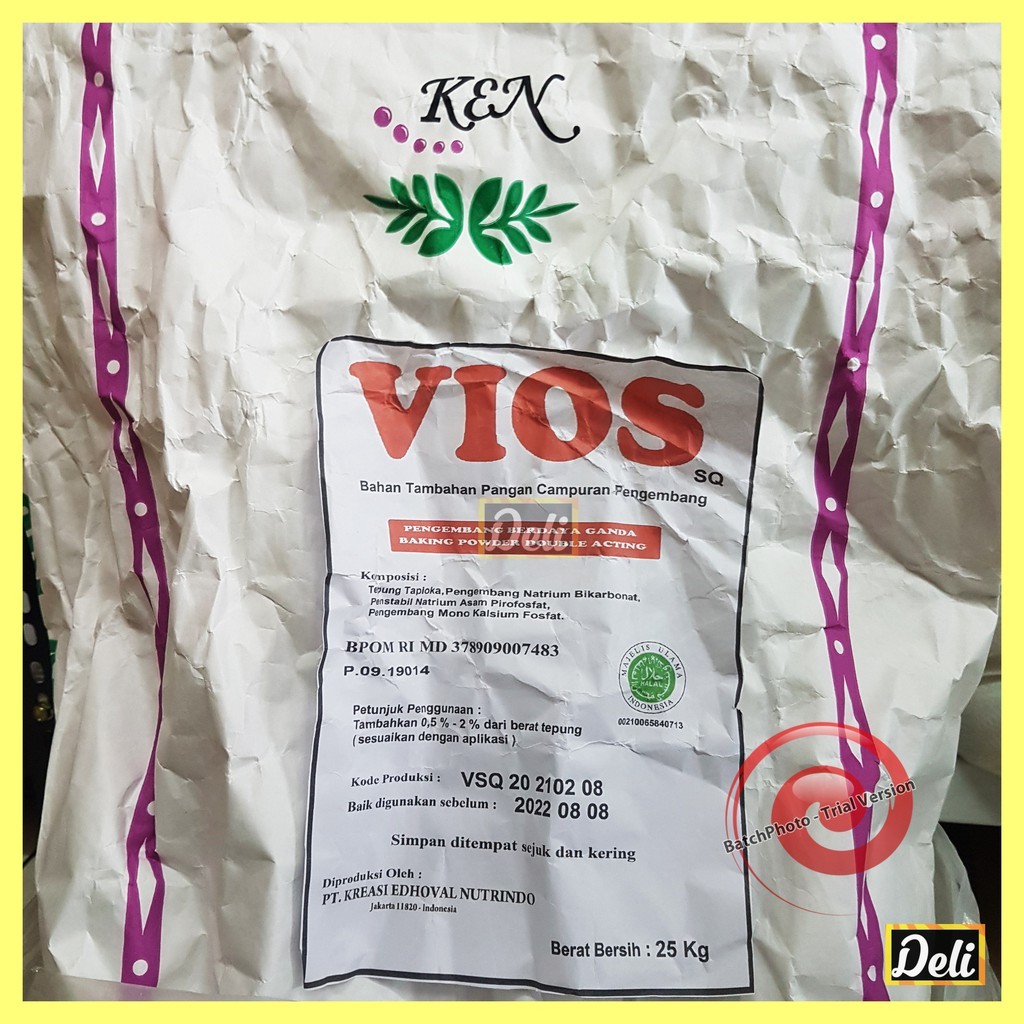 KEN
VIOS
SQ
Bahan Tambahan Pangan Campuran Pengembang
Deli
PENGEMBANG BERDAYA GANDA
BAKING POWDER DOUBLE ACTING
Komposisi :
Tepung Tapioka,Pengembang Natrium Bikarbonat,
Penstabil Natrium Asam Pirofosfat,
Pengembang Mono Kalsium Fosfat.
BPOM RI MD 378909007483
P.09.19014
MAJELIS ULAMA
حلال
HALAL
INDONESIA
00210065840713
Petunjuk Penggunaan :
Tambahkan 0,5 % - 2 % dari berat tepung
( sesuaikan dengan aplikasi )
Kode Produksi : VSQ 20 2102 08
Baik digunakan sebelum : 2022 08 08
BatchPhoto - Trial Version
Simpan ditempat sejuk dan kering
Diproduksi Oleh :
PT. KREASI EDHOVAL NUTRINDO
Jakarta 11820 - Indonesia
Berat Bersih : 25 Kg
Deli